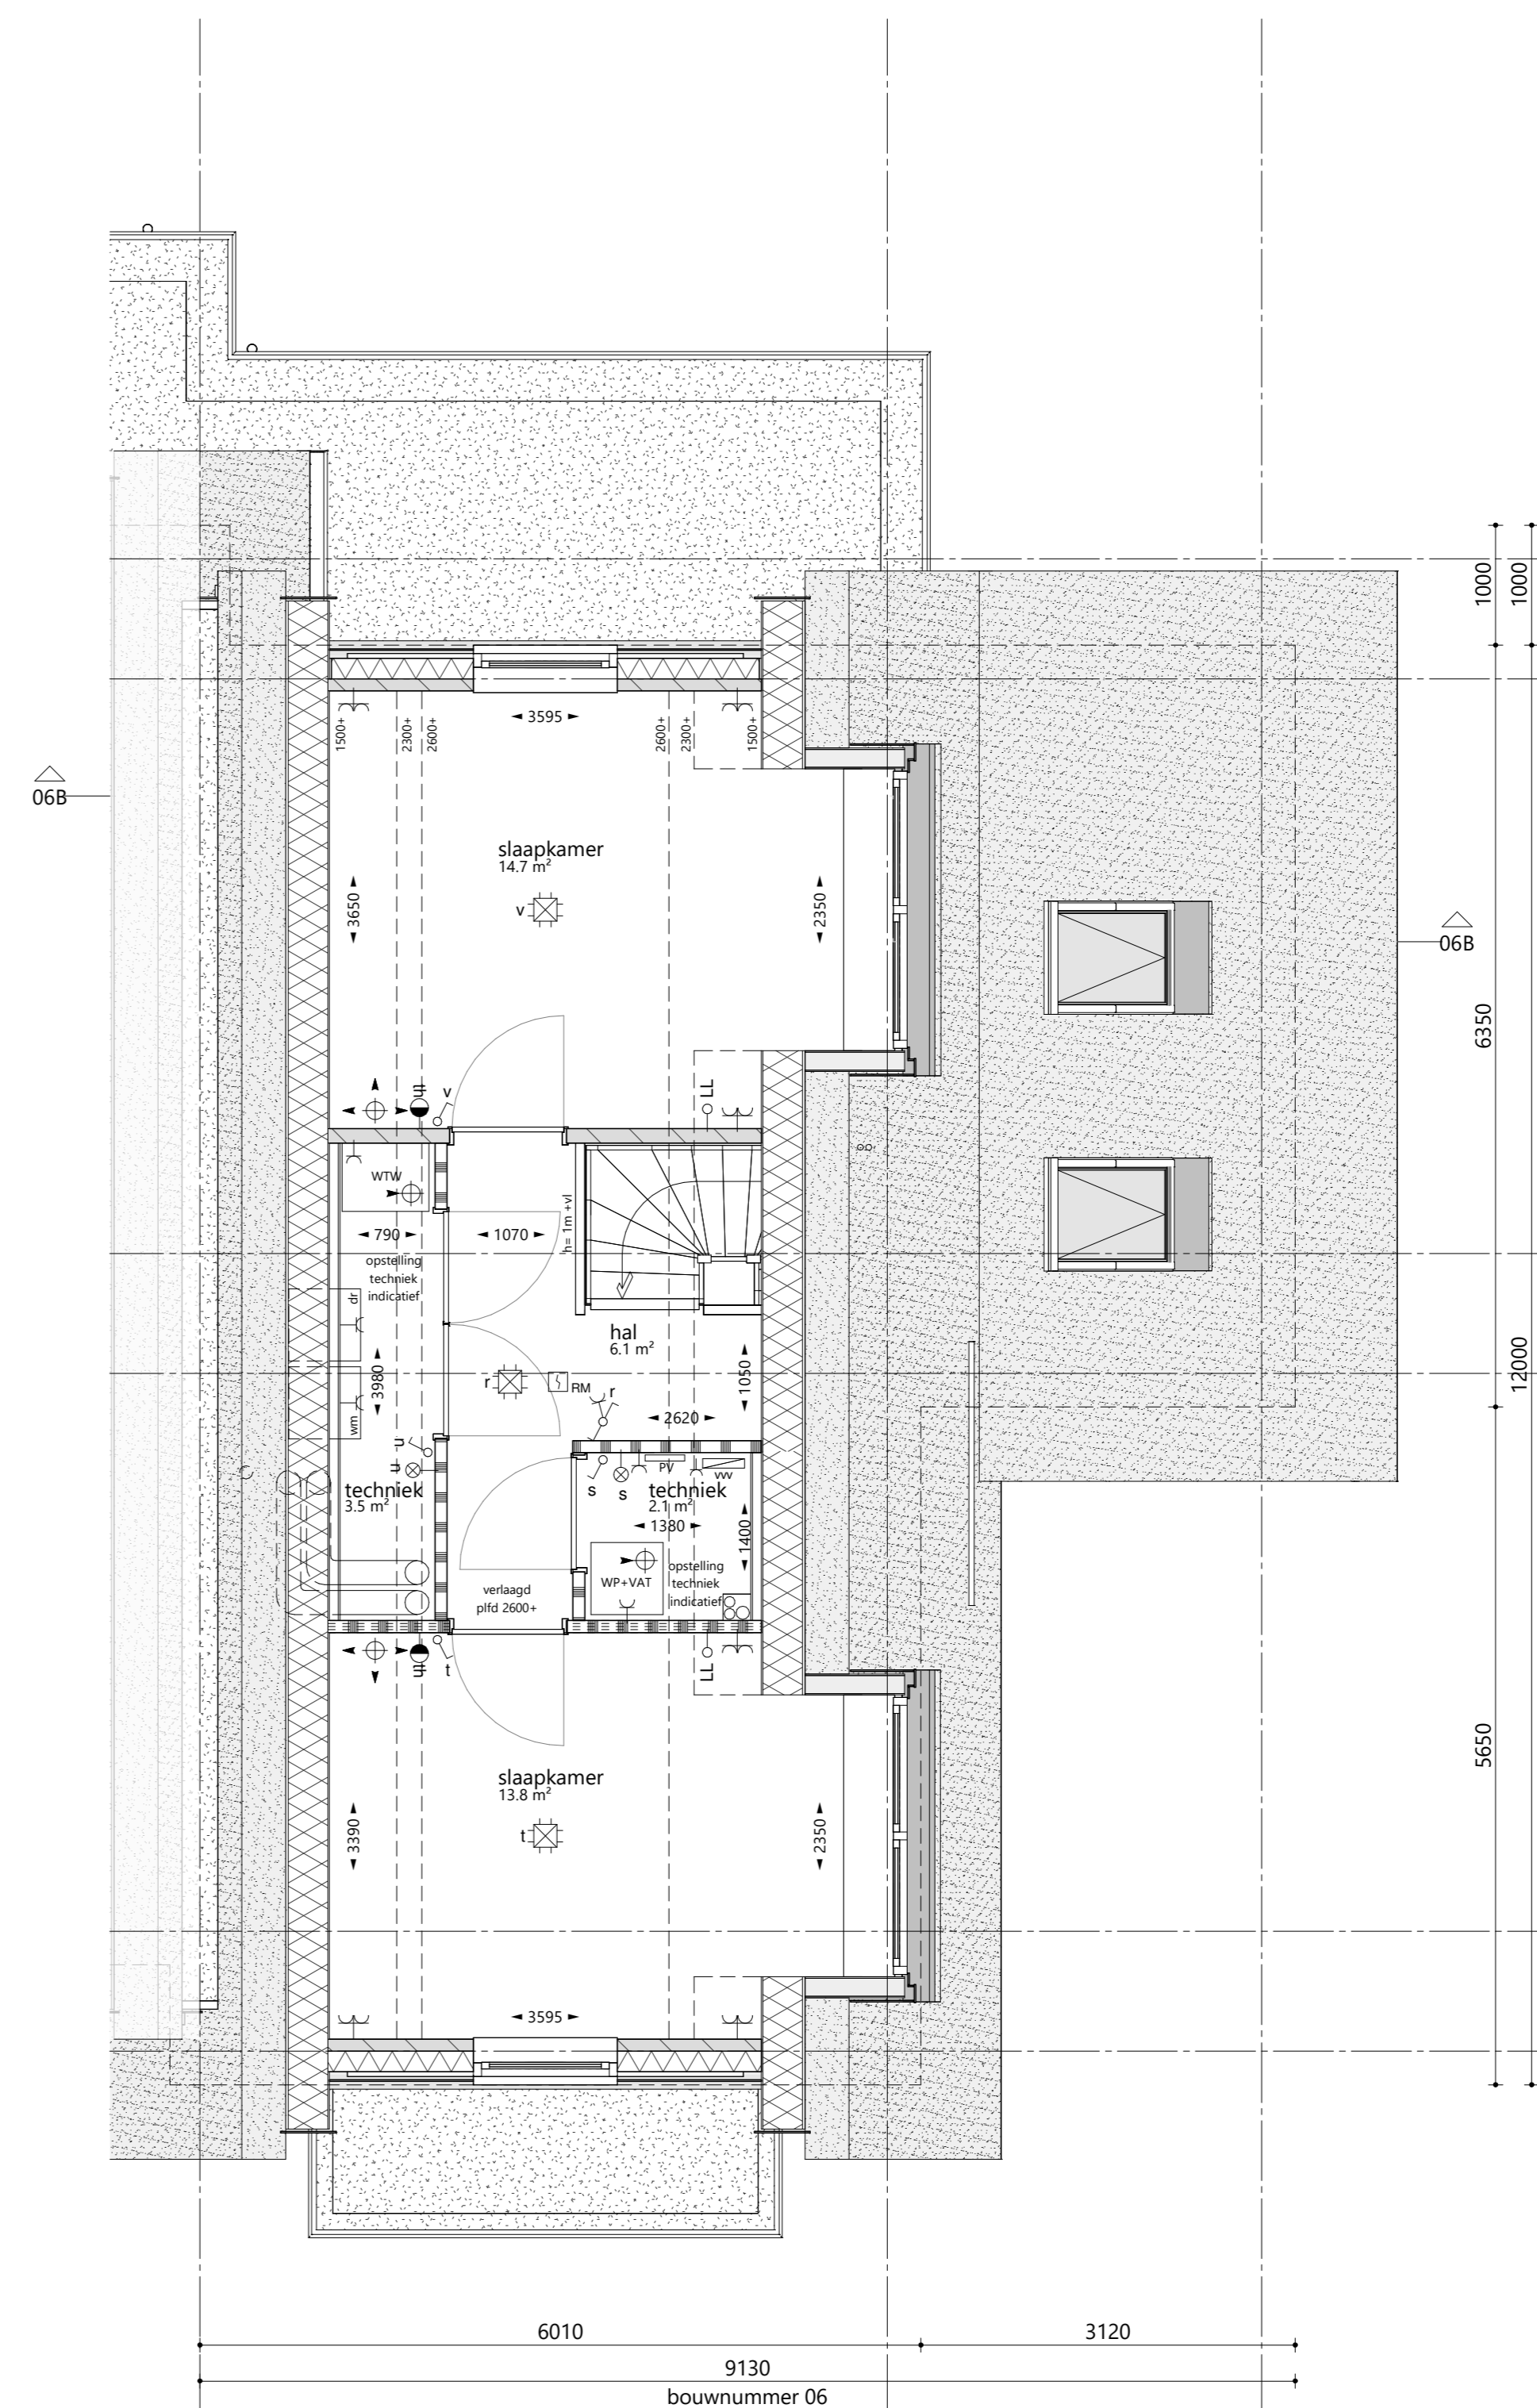 1000
1000
3595
1500+
2300+
2600+
2600+
2300+
1500+
06B
slaapkamer
14.7 m²
v
3650
2350
06B
6350
th
v
LL
WTW
790
1070
h= 1m +vl
opstelling
techniek
indicatief
dr
hal
6.1 m²
3980
1050
12000
r
RM
r
wm
2620
u
u
PV
vvv
s
s
techniek
3.5 m²
techniek
2.1 m²
1380
1400
opstelling
techniek
indicatief
WP+VAT
verlaagd
plfd 2600+
th
t
LL
5650
slaapkamer
13.8 m²
t
3390
2350
3595
6010
3120
9130
bouwnummer 06